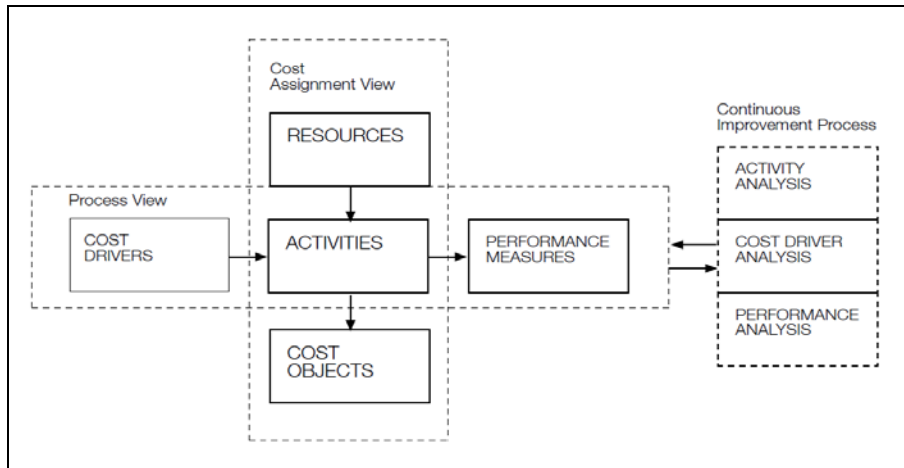 Cost
Assignment View
RESOURCES
Continuous
Improvement Process
ACTIVITY
ANALYSIS
Process View
COST
DRIVERS
ACTIVITIES
PERFORMANCE
MEASURES
COST DRIVER
ANALYSIS
COST
OBJECTS
PERFORMANCE
ANALYSIS